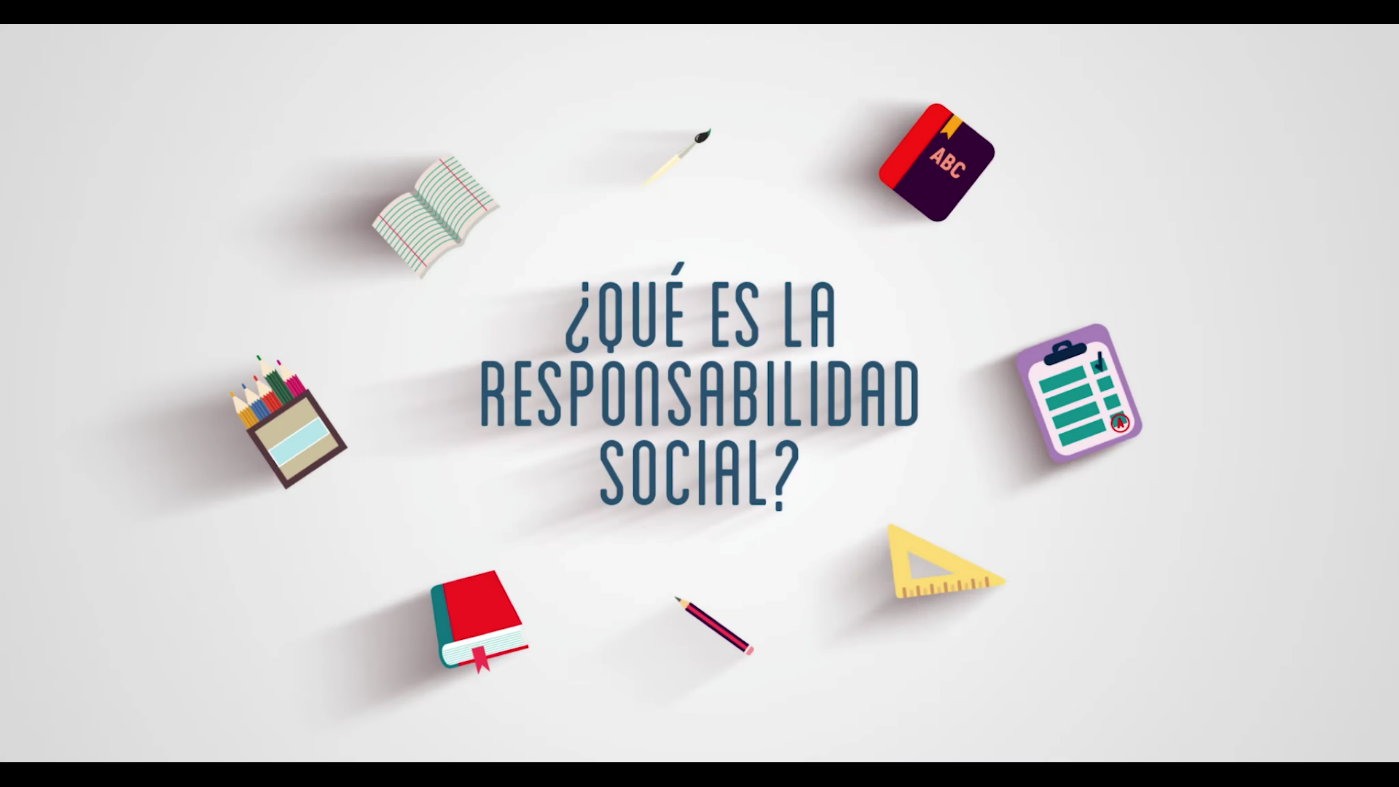 ABC
¿QUÉ ES LA
RESPONSABILIDAD
SOCIAL?
A